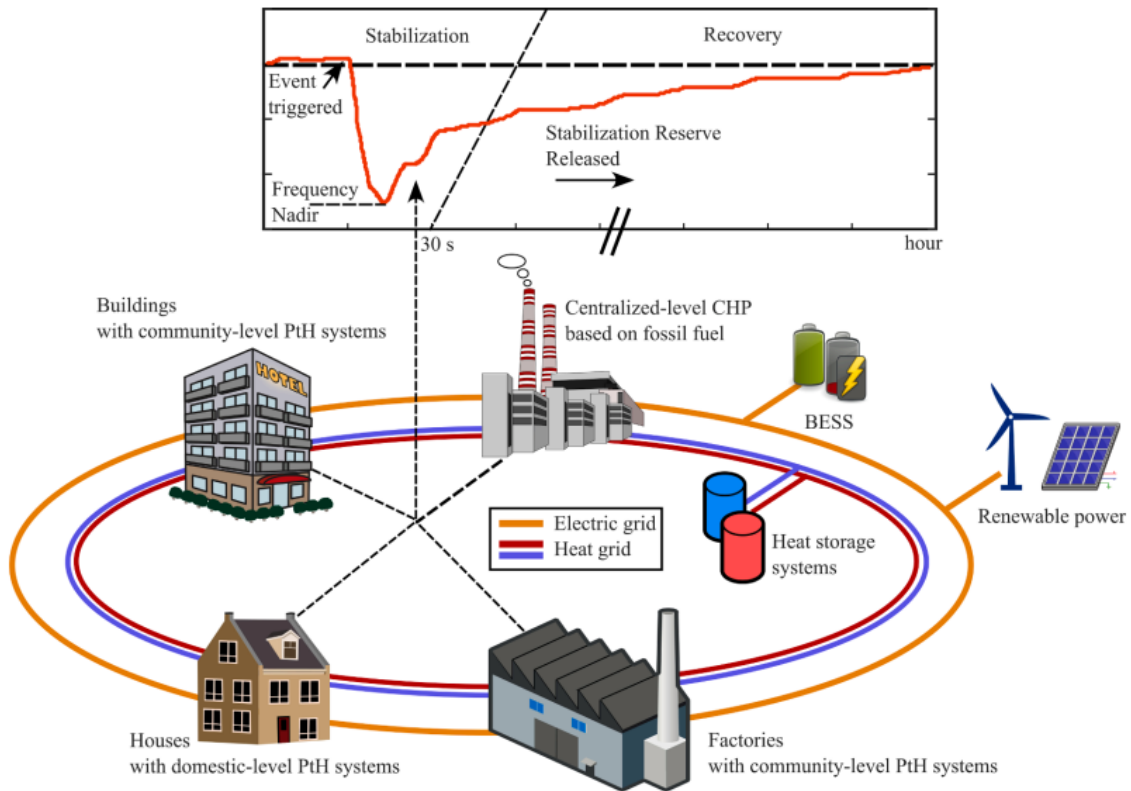 Stabilization
Recovery
Event
triggered
Stabilization Reserve
Released
Frequency
Nadir
30 s
hour
Buildings
with community-level PtH systems
Centralized-level CHP
based on fossil fuel
HOTEL
BESS
Renewable power
Electric grid
Heat grid
Heat storage
systems
Houses
with domestic-level PtH systems
Factories
with community-level PtH systems